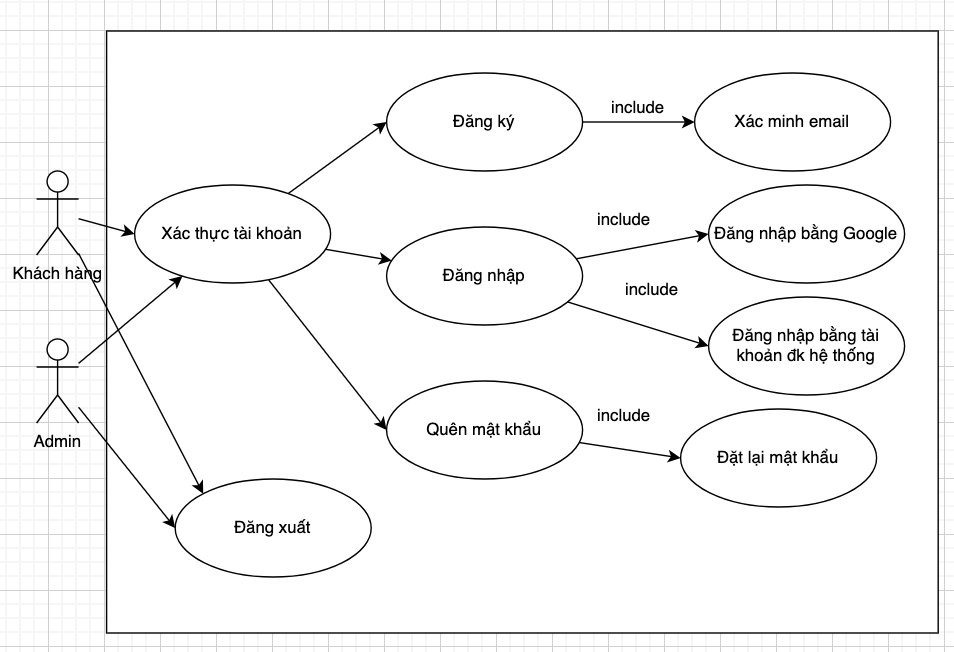 Đăng ký
include
Xác minh email
Khách hàng
Xác thực tài khoản
include
Đăng nhập bằng Google
Đăng nhập
include
Đăng nhập bằng tài
khoản đk hệ thống
Admin
Quên mật khẩu
include
Đặt lại mật khẩu
Đăng xuất